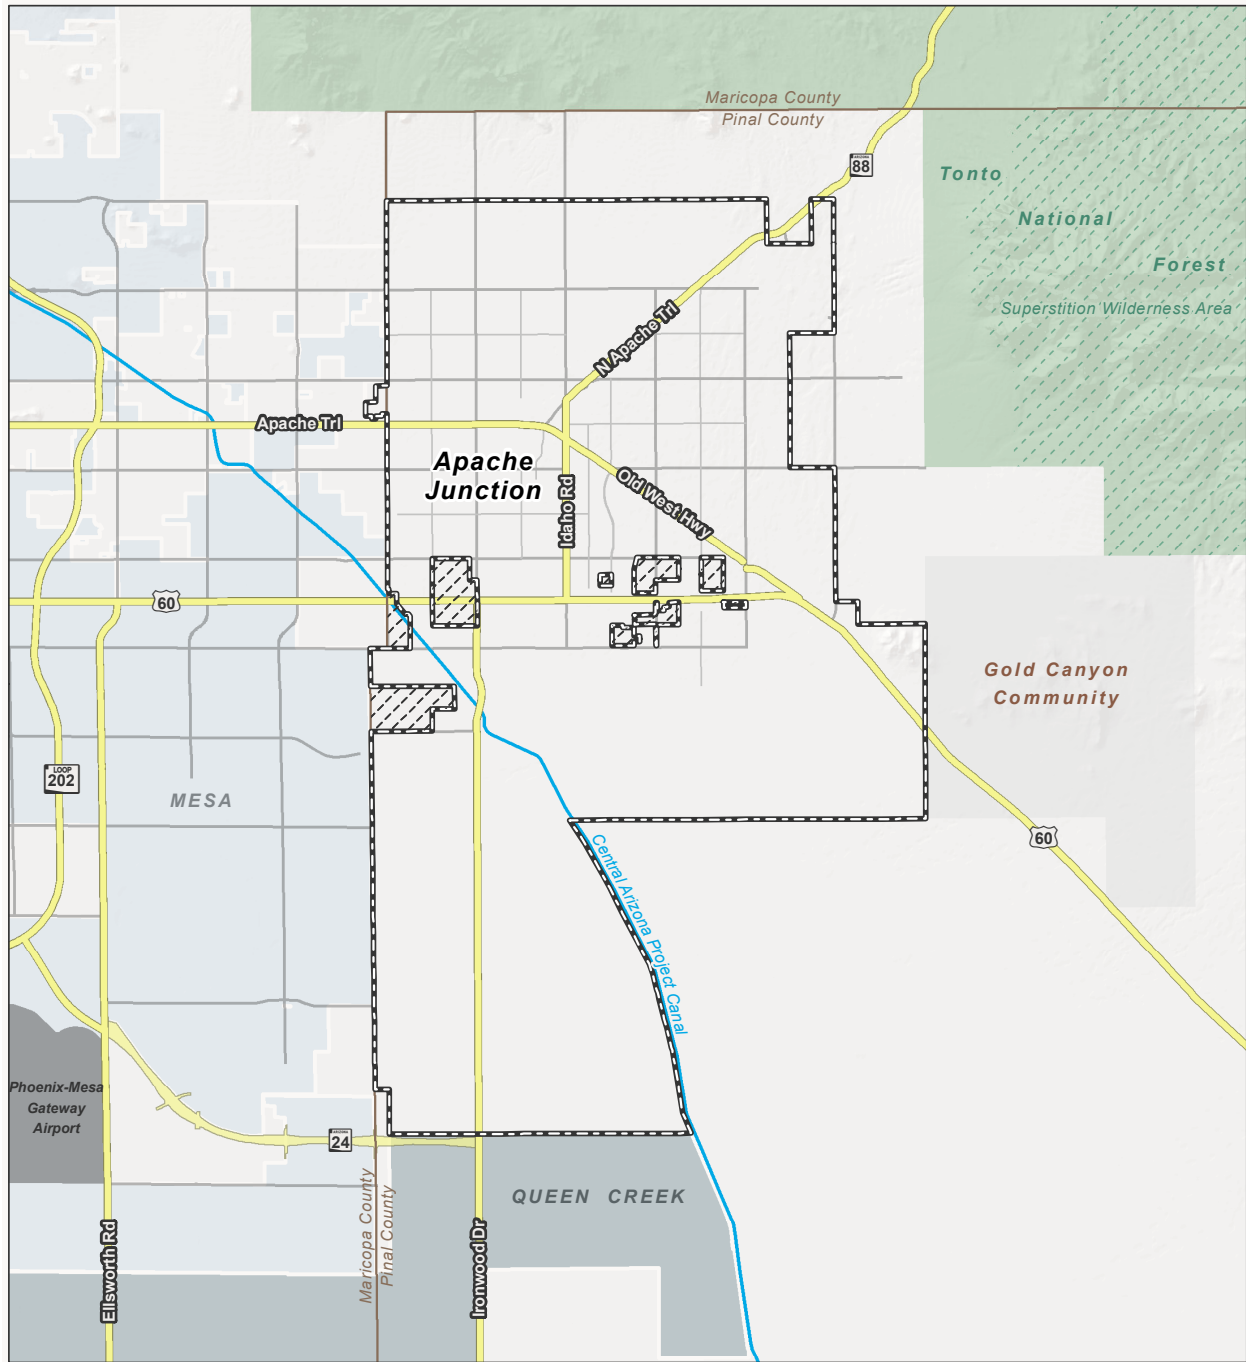 Maricopa County
Pinal County
ARIZONA
88
Tonto
National
Forest
Superstition Wilderness Area
N Apache Trl
Apache Trl
Apache
Junction
Old West Hwy
Idaho Rd
60
Gold Canyon
Community
LOOP
202
MESA
60
Central Arizona Project Canal
Phoenix-Mesa
Gateway
Airport
ARIZONA
24
Maricopa County
Pinal County
QUEEN CREEK
Ellsworth Rd
Ironwood Dr